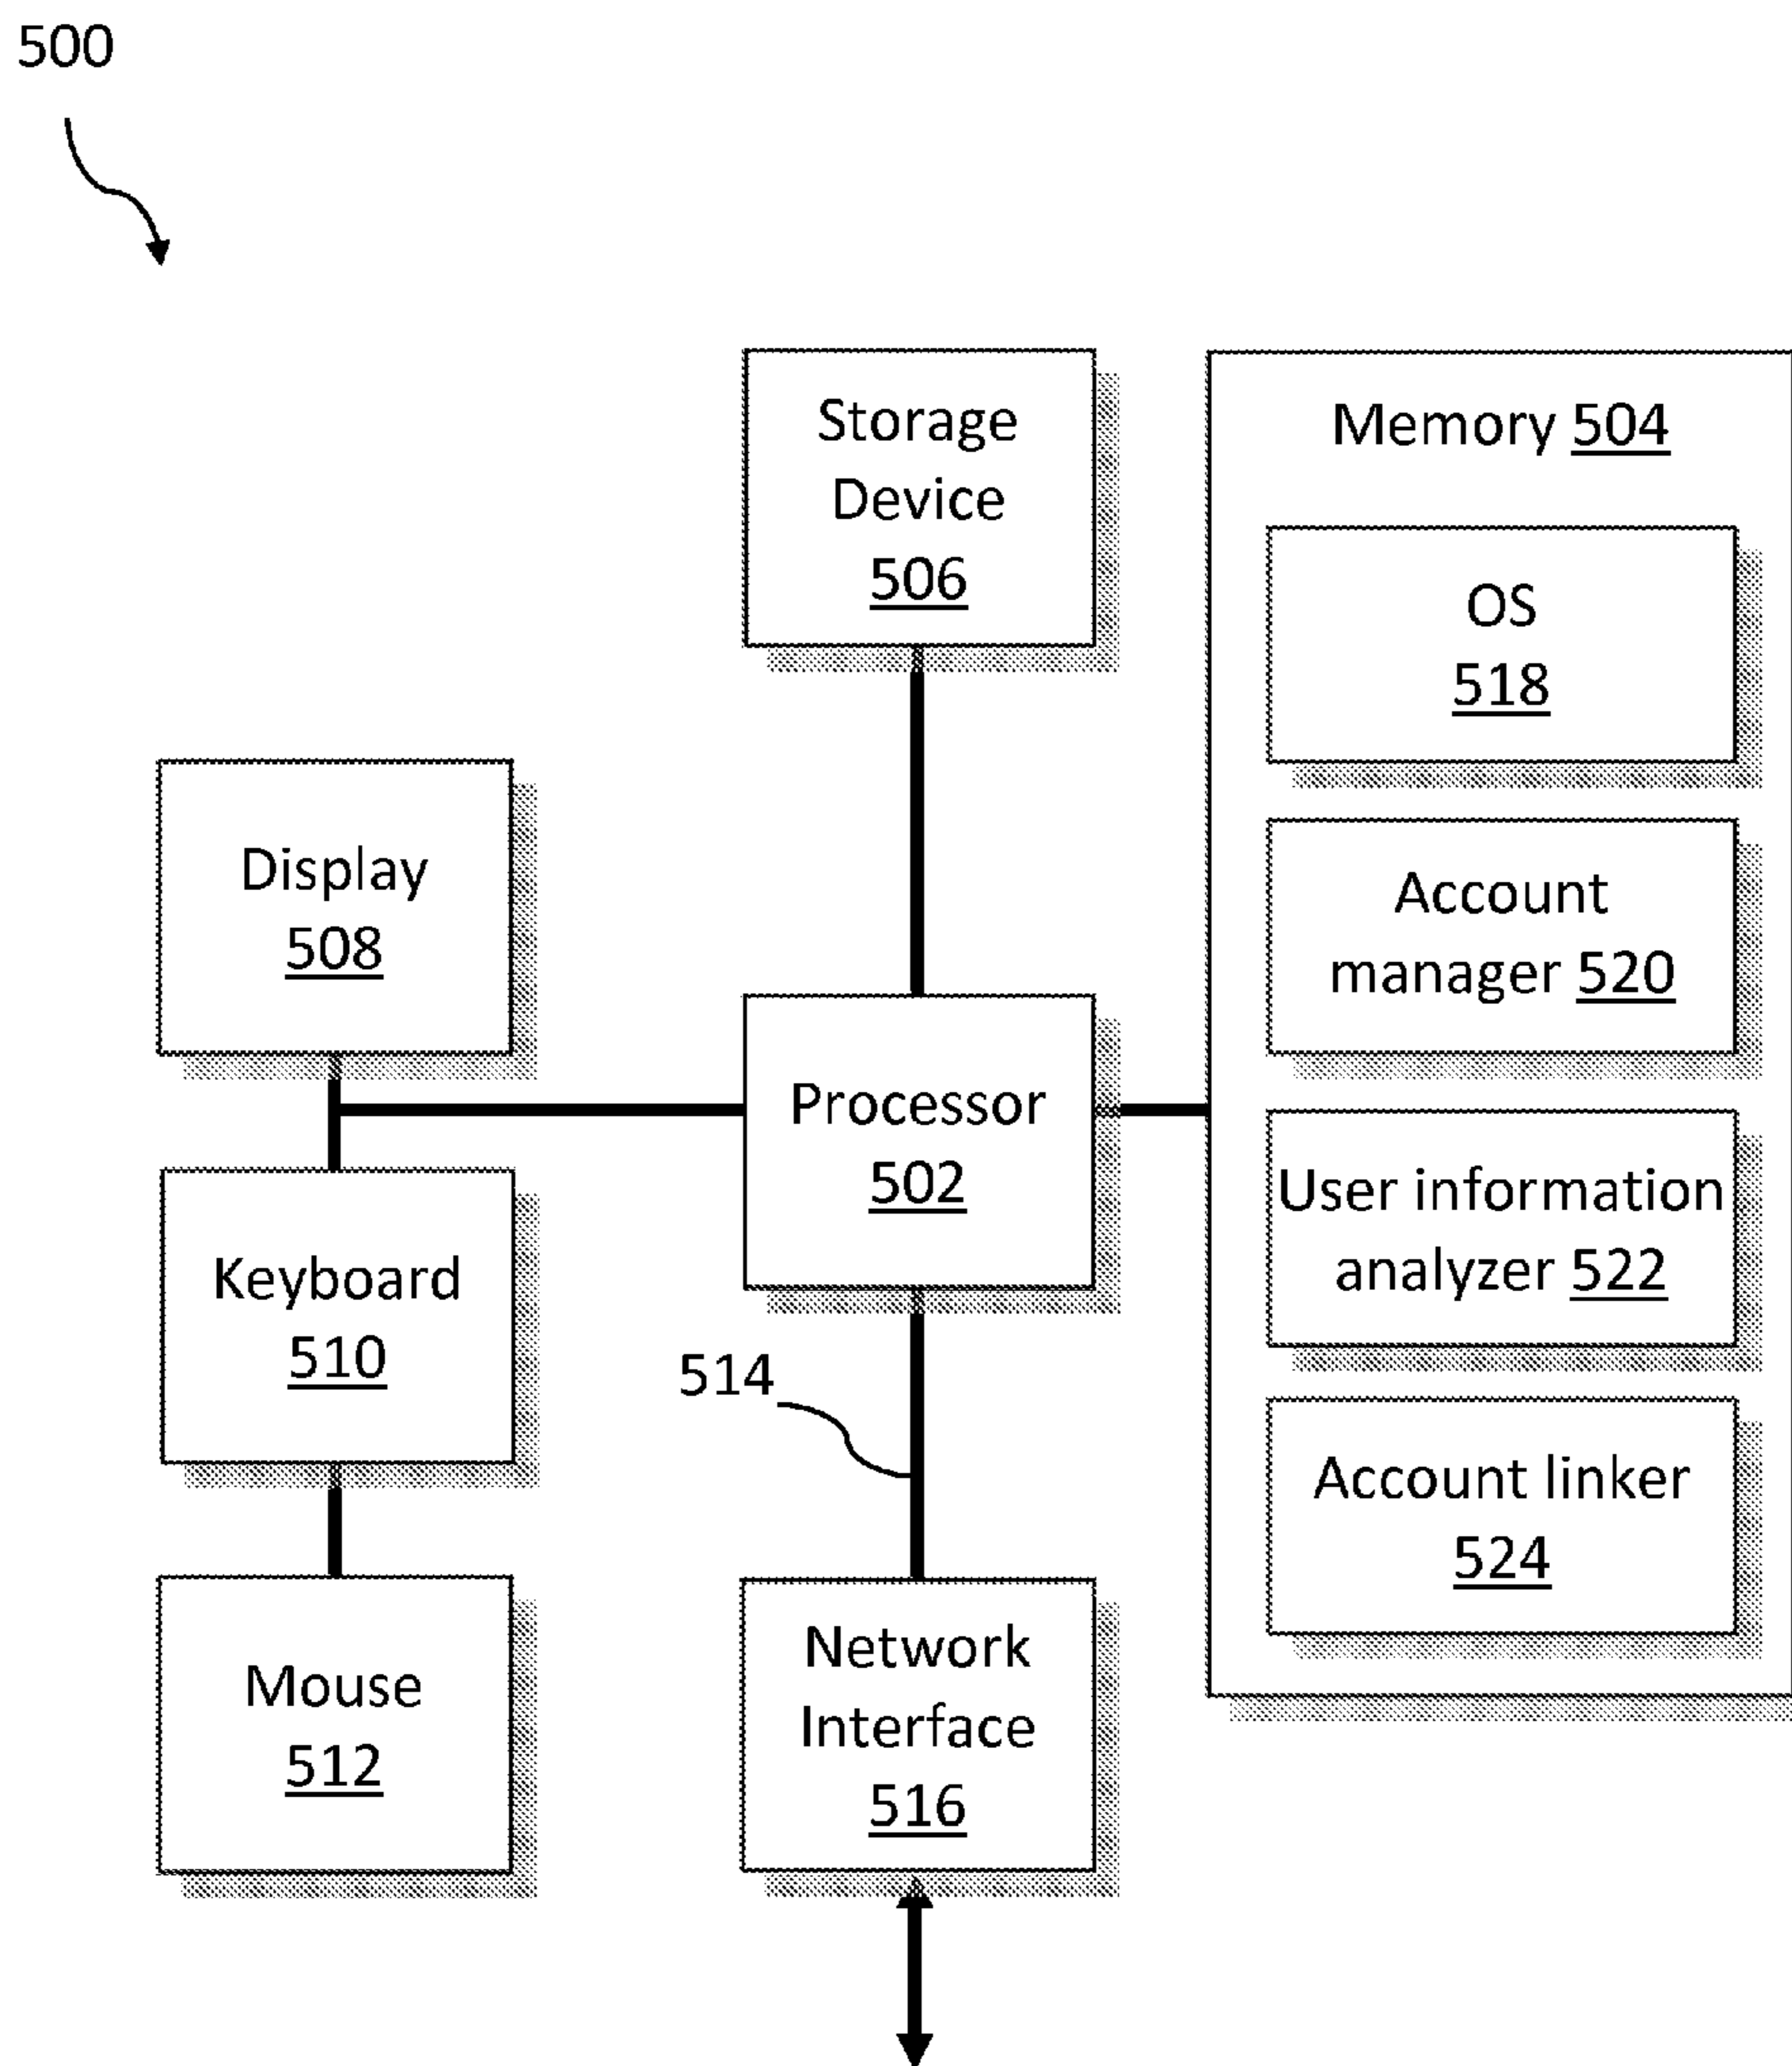 500
Storage
Device
506
Memory 504
OS
518
Account
manager 520
User information
analyzer 522
Account linker
524
Display
508
Processor
502
Keyboard
510
514
Mouse
512
Network
Interface
516